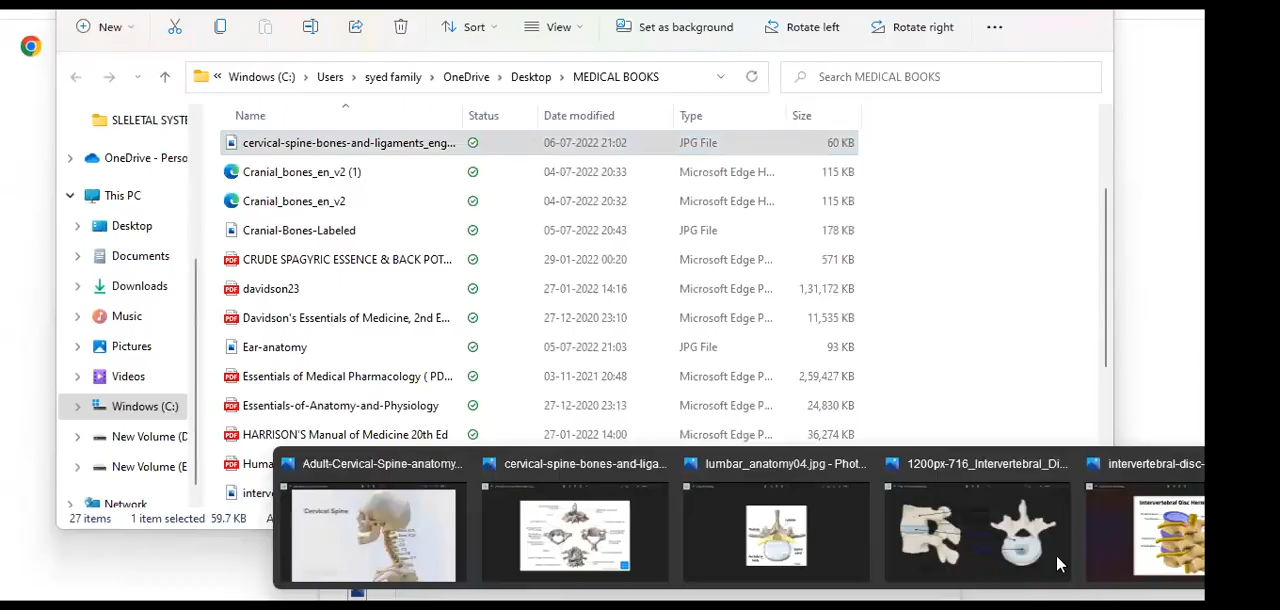 New
Sort
View
Set as background
Rotate left
Rotate right
Windows (C:) > Users > syed family > OneDrive > Desktop > MEDICAL BOOKS
Search MEDICAL BOOKS
Name Status Date modified Type Size
SLELETAL SYSTE
OneDrive - Perso
This PC
Desktop
Documents
Downloads
Music
Pictures
Videos
Windows (C:)
New Volume (D
New Volume (E
Network
cervical-spine-bones-and-ligaments_eng... 06-07-2022 21:02 JPG File 60 KB
Cranial_bones_en_v2 (1) 04-07-2022 20:33 Microsoft Edge H... 115 KB
Cranial_bones_en_v2 04-07-2022 20:32 Microsoft Edge H... 115 KB
Cranial-Bones-Labeled 05-07-2022 20:43 JPG File 178 KB
CRUDE SPAGYRIC ESSENCE & BACK POT... 29-01-2022 00:20 Microsoft Edge P... 571 KB
davidson23 27-01-2022 14:16 Microsoft Edge P... 1,31,172 KB
Davidson's Essentials of Medicine, 2nd E... 27-12-2020 23:10 Microsoft Edge P... 11,535 KB
Ear-anatomy 05-07-2022 21:03 JPG File 93 KB
Essentials of Medical Pharmacology ( PD... 03-11-2021 20:48 Microsoft Edge P... 2,59,427 KB
Essentials-of-Anatomy-and-Physiology 27-12-2020 23:13 Microsoft Edge P... 24,830 KB
HARRISON'S Manual of Medicine 20th Ed 27-01-2022 14:00 Microsoft Edge P... 36,274 KB
Huma
interv
27 items 1 item selected 59.7 KB A
Adult-Cervical-Spine-anatomy...
cervical-spine-bones-and-liga...
lumbar_anatomy04.jpg - Phot...
1200px-716_Intervertebral_Di...
intervertebral-disc-
Cervical Spine
Intervertebral Disc Hern